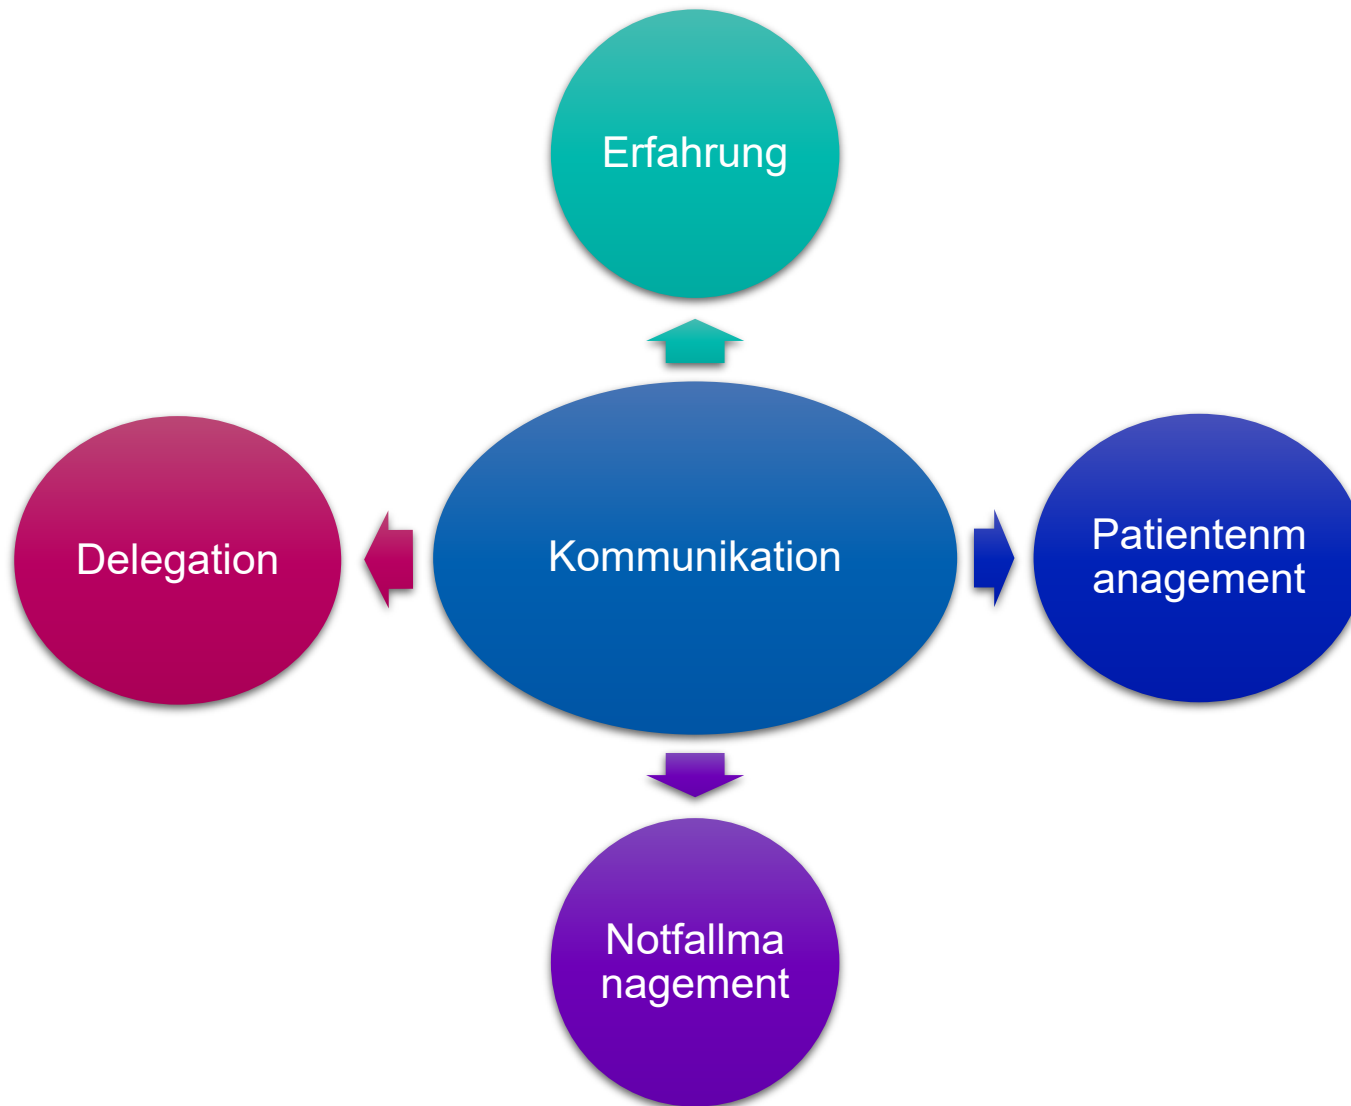 Erfahrung
Delegation
Kommunikation
Patientenm
anagement
Notfallma
nagement